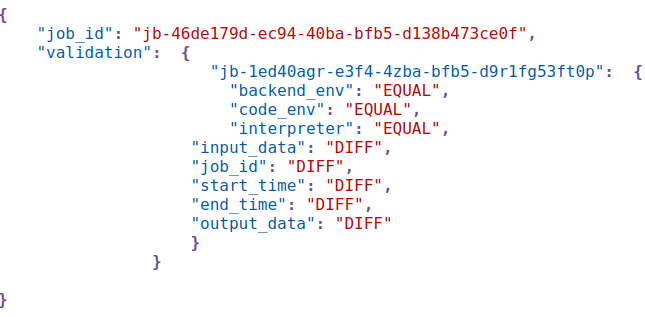 {
"job_id": "jb-46de179d-ec94-40ba-bfb5-d138b473ce0f",
"validation": {
"jb-1ed40agr-e3f4-4zba-bfb5-d9r1fg53ft0p": {
"backend_env": "EQUAL",
"code_env": "EQUAL",
"interpreter": "EQUAL",
"input_data": "DIFF",
"job_id": "DIFF",
"start_time": "DIFF",
"end_time": "DIFF",
"output_data": "DIFF"
}
}
}